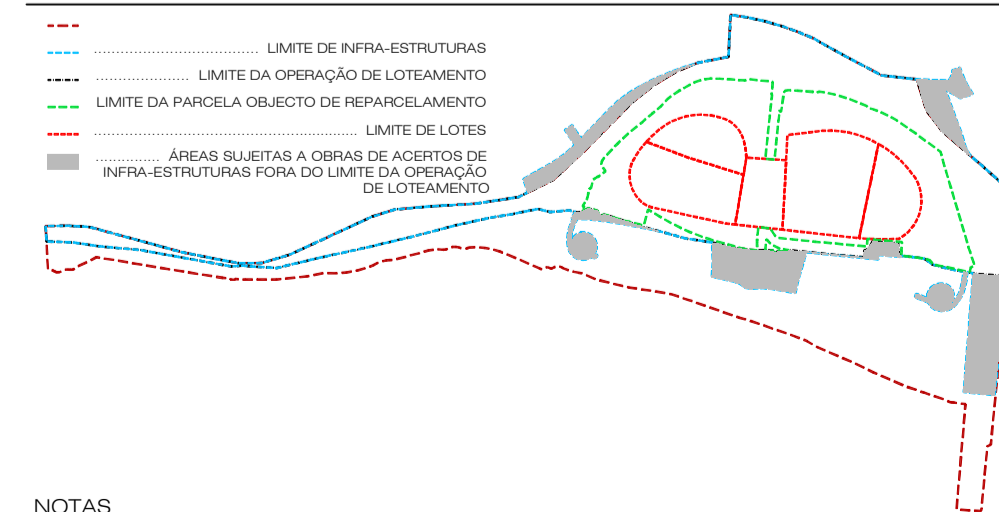 ................................... LIMITE DE INFRA-ESTRUTURAS
.................... LIMITE DA OPERAÇÃO DE LOTEAMENTO
LIMITE DA PARCELA OBJECTO DE REPARCELAMENTO
........................................................ LIMITE DE LOTES
.............. ÁREAS SUJEITAS A OBRAS DE ACERTOS DE
INFRA-ESTRUTURAS FORA DO LIMITE DA OPERAÇÃO
DE LOTEAMENTO
NOTAS